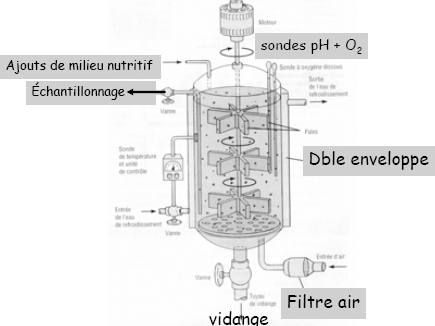 Moteur
sondes pH + O2
Ajouts de milieu nutritif
Sonde à oxygène dissous
Sortie
de l'eau de
refroidissement
Échantillonnage
Vanne
Pales
Sonde
de température
et unité
de contrôle
Dble enveloppe
Entrée
de l'eau
de refroidissement
Vanne
Entrée d'air
Vanne
Filtre air
Tuyau
de vidange
vidange